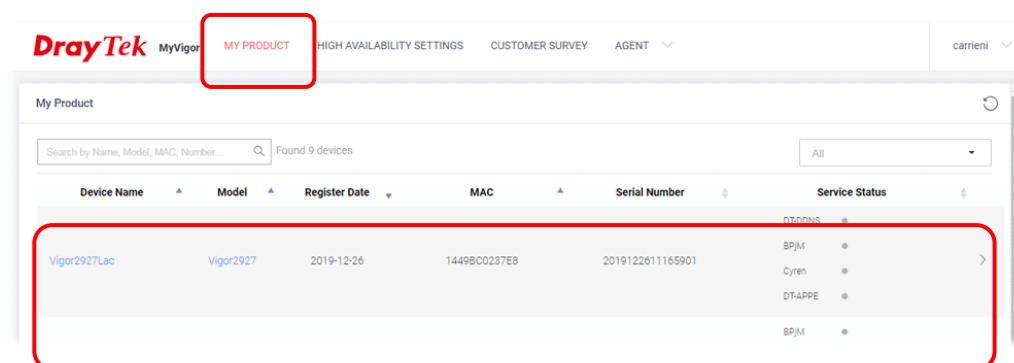 DrayTek MyVigor MY PRODUCT HIGH AVAILABILITY SETTINGS CUSTOMER SURVEY AGENT carrieni
My Product
Search by Name, Model, MAC, Number... Found 9 devices All
Device Name Model Register Date MAC Serial Number Service Status
DT-DDNS
BPjM
Vigor2927Lac Vigor2927 2019-12-26 1449BC0237E8 2019122611165901
Cyren
DT-APPE
BPjM